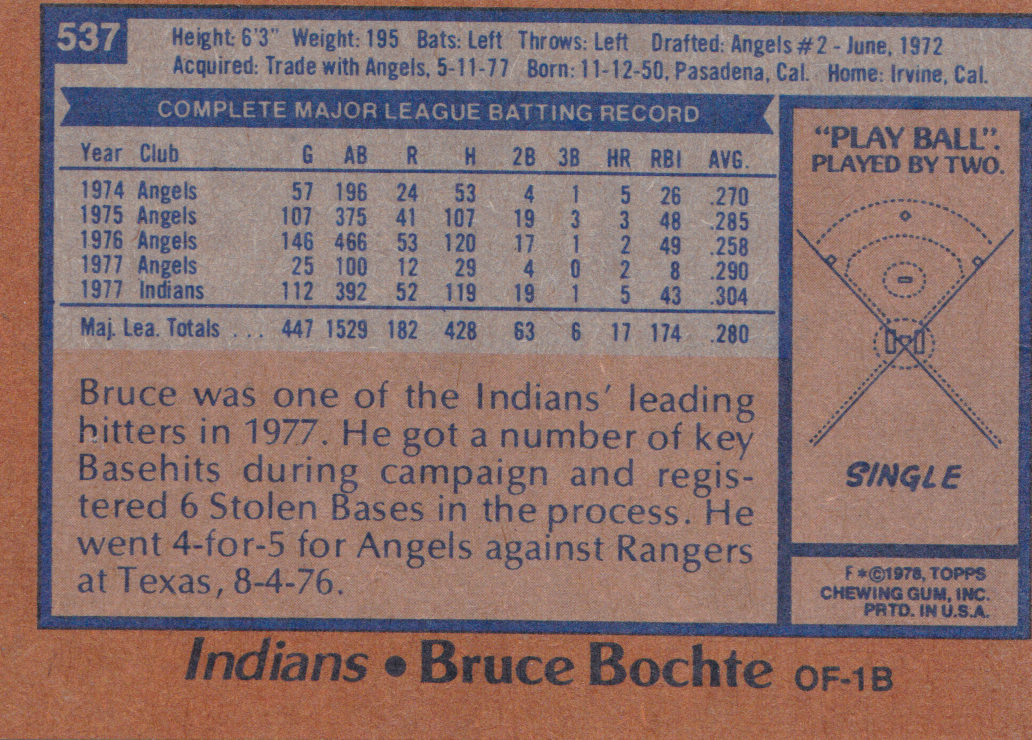 537
Height: 6'3" Weight: 195 Bats: Left Throws: Left Drafted: Angels #2 - June, 1972
Acquired: Trade with Angels, 5-11-77 Born: 11-12-50, Pasadena, Cal. Home: Irvine, Cal.
COMPLETE MAJOR LEAGUE BATTING RECORD
Year Club G AB R H 2B 3B HR RBI AVG.
1974 Angels 57 196 24 53 4 1 5 26 .270
1975 Angels 107 375 41 107 19 3 3 48 .285
1976 Angels 146 466 53 120 17 1 2 49 .258
1977 Angels 25 100 12 29 4 0 2 8 .290
1977 Indians 112 392 52 119 19 1 5 43 .304
Maj. Lea. Totals . . . 447 1529 182 428 63 6 17 174 .280
Bruce was one of the Indians' leading
hitters in 1977. He got a number of key
Basehits during campaign and regis-
tered 6 Stolen Bases in the process. He
went 4-for-5 for Angels against Rangers
at Texas, 8-4-76.
"PLAY BALL".
PLAYED BY TWO.
SINGLE
F*©1978, TOPPS
CHEWING GUM, INC.
PRTD. IN U.S.A.
Indians • Bruce Bochte OF-1B